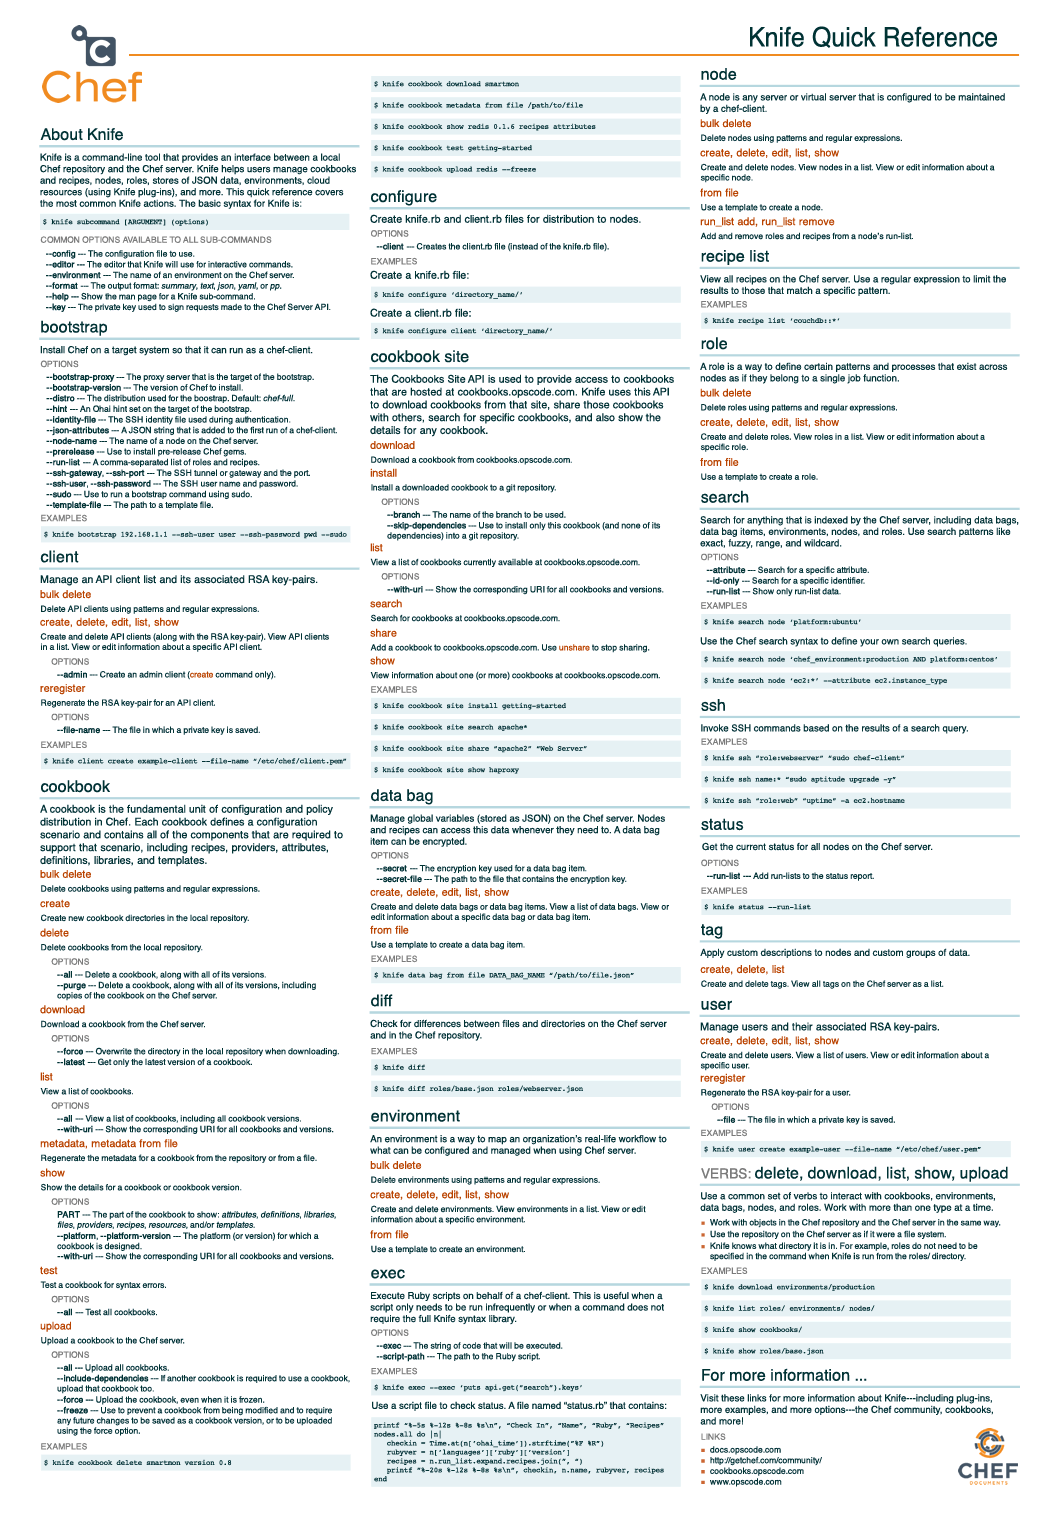 Knife Quick Reference
Chef
About Knife
Knife is a command-line tool that provides an interface between a local
Chef repository and the Chef server. Knife helps users manage cookbooks
and recipes, nodes, roles, stores of JSON data, environments, cloud
resources (using Knife plug-ins), and more. This quick reference covers
the most common Knife actions. The basic syntax for Knife is:
$ knife subcommand [ARGUMENT] (options)
COMMON OPTIONS AVAILABLE TO ALL SUB-COMMANDS
--config --- The configuration file to use.
--editor --- The editor that Knife will use for interactive commands.
--environment --- The name of an environment on the Chef server.
--format --- The output format: summary, text, json, yaml, or pp.
--help --- Show the man page for a Knife sub-command.
--key --- The private key used to sign requests made to the Chef Server API.
bootstrap
Install Chef on a target system so that it can run as a chef-client.
OPTIONS
--bootstrap-proxy --- The proxy server that is the target of the bootstrap.
--bootstrap-version --- The version of Chef to install.
--distro --- The distribution used for the boostrap. Default: chef-full.
--hint --- An Ohai hint set on the target of the bootstrap.
--identity-file --- The SSH identity file used during authentication.
--json-attributes --- A JSON string that is added to the first run of a chef-client.
--node-name --- The name of a node on the Chef server.
--prerelease --- Use to install pre-release Chef gems.
--run-list --- A comma-separated list of roles and recipes.
--ssh-gateway, --ssh-port --- The SSH tunnel or gateway and the port.
--ssh-user, --ssh-password --- The SSH user name and password.
--sudo --- Use to run a bootstrap command using sudo.
--template-file --- The path to a template file.
EXAMPLES
$ knife bootstrap 192.168.1.1 --ssh-user user --ssh-password pwd --sudo
client
Manage an API client list and its associated RSA key-pairs.
bulk delete
Delete API clients using patterns and regular expressions.
create, delete, edit, list, show
Create and delete API clients (along with the RSA key-pair). View API clients
in a list. View or edit information about a specific API client.
OPTIONS
--admin --- Create an admin client (create command only).
reregister
Regenerate the RSA key-pair for an API client.
OPTIONS
--file-name --- The file in which a private key is saved.
EXAMPLES
$ knife client create example-client --file-name “/etc/chef/client.pem”
cookbook
A cookbook is the fundamental unit of configuration and policy
distribution in Chef. Each cookbook defines a configuration
scenario and contains all of the components that are required to
support that scenario, including recipes, providers, attributes,
definitions, libraries, and templates.
bulk delete
Delete cookbooks using patterns and regular expressions.
create
Create new cookbook directories in the local repository.
delete
Delete cookbooks from the local repository.
OPTIONS
--all --- Delete a cookbook, along with all of its versions.
--purge --- Delete a cookbook, along with all of its versions, including
copies of the cookbook on the Chef server.
download
Download a cookbook from the Chef server.
OPTIONS
--force --- Overwrite the directory in the local repository when downloading.
--latest --- Get only the latest version of a cookbook.
list
View a list of cookbooks.
OPTIONS
--all --- View a list of cookbooks, including all cookbook versions.
--with-uri --- Show the corresponding URI for all cookbooks and versions.
metadata, metadata from file
Regenerate the metadata for a cookbook from the repository or from a file.
show
Show the details for a cookbook or cookbook version.
OPTIONS
PART --- The part of the cookbook to show: attributes, definitions, libraries,
files, providers, recipes, resources, and/or templates.
--platform, --platform-version --- The platform (or version) for which a
cookbook is designed.
--with-uri --- Show the corresponding URI for all cookbooks and versions.
test
Test a cookbook for syntax errors.
OPTIONS
--all --- Test all cookbooks.
upload
Upload a cookbook to the Chef server.
OPTIONS
--all --- Upload all cookbooks.
--include-dependencies --- If another cookbook is required to use a cookbook,
upload that cookbook too.
--force --- Upload the cookbook, even when it is frozen.
--freeze --- Use to prevent a cookbook from being modified and to require
any future changes to be saved as a cookbook version, or to be uploaded
using the force option.
EXAMPLES
$ knife cookbook delete smartmon version 0.8
$ knife cookbook download smartmon
$ knife cookbook metadata from file /path/to/file
$ knife cookbook show redis 0.1.6 recipes attributes
$ knife cookbook test getting-started
$ knife cookbook upload redis --freeze
configure
Create knife.rb and client.rb files for distribution to nodes.
OPTIONS
--client --- Creates the client.rb file (instead of the knife.rb file).
EXAMPLES
Create a knife.rb file:
$ knife configure ‘directory_name/’
Create a client.rb file:
$ knife configure client ‘directory_name/’
cookbook site
The Cookbooks Site API is used to provide access to cookbooks
that are hosted at cookbooks.opscode.com. Knife uses this API
to download cookbooks from that site, share those cookbooks
with others, search for specific cookbooks, and also show the
details for any cookbook.
download
Download a cookbook from cookbooks.opscode.com.
install
Install a downloaded cookbook to a git repository.
OPTIONS
--branch --- The name of the branch to be used.
--skip-dependencies --- Use to install only this cookbook (and none of its
dependencies) into a git repository.
list
View a list of cookbooks currently available at cookbooks.opscode.com.
OPTIONS
--with-uri --- Show the corresponding URI for all cookbooks and versions.
search
Search for cookbooks at cookbooks.opscode.com.
share
Add a cookbook to cookbooks.opscode.com. Use unshare to stop sharing.
show
View information about one (or more) cookbooks at cookbooks.opscode.com.
EXAMPLES
$ knife cookbook site install getting-started
$ knife cookbook site search apache*
$ knife cookbook site share “apache2” “Web Server”
$ knife cookbook site show haproxy
data bag
Manage global variables (stored as JSON) on the Chef server. Nodes
and recipes can access this data whenever they need to. A data bag
item can be encrypted.
OPTIONS
--secret --- The encryption key used for a data bag item.
--secret-file --- The path to the file that contains the encryption key.
create, delete, edit, list, show
Create and delete data bags or data bag items. View a list of data bags. View or
edit information about a specific data bag or data bag item.
from file
Use a template to create a data bag item.
EXAMPLES
$ knife data bag from file DATA_BAG_NAME “/path/to/file.json”
diff
Check for differences between files and directories on the Chef server
and in the Chef repository.
EXAMPLES
$ knife diff
$ knife diff roles/base.json roles/webserver.json
environment
An environment is a way to map an organization’s real-life workflow to
what can be configured and managed when using Chef server.
bulk delete
Delete environments using patterns and regular expressions.
create, delete, edit, list, show
Create and delete environments. View environments in a list. View or edit
information about a specific environment.
from file
Use a template to create an environment.
exec
Execute Ruby scripts on behalf of a chef-client. This is useful when a
script only needs to be run infrequently or when a command does not
require the full Knife syntax library.
OPTIONS
--exec --- The string of code that will be executed.
--script-path --- The path to the Ruby script.
EXAMPLES
$ knife exec --exec ‘puts api.get(“search”).keys’
Use a script file to check status. A file named “status.rb” that contains:
printf “%-5s %-12s %-8s %s\n”, “Check In”, “Name”, “Ruby”, “Recipes”
nodes.all do |n|
checkin = Time.at(n[‘ohai_time’]).strftime(“%F %R”)
rubyver = n[‘languages’][‘ruby’][‘version’]
recipes = n.run_list.expand.recipes.join(“, “)
printf “%-20s %-12s %-8s %s\n”, checkin, n.name, rubyver, recipes
end
node
A node is any server or virtual server that is configured to be maintained
by a chef-client.
bulk delete
Delete nodes using patterns and regular expressions.
create, delete, edit, list, show
Create and delete nodes. View nodes in a list. View or edit information about a
specific node.
from file
Use a template to create a node.
run_list add, run_list remove
Add and remove roles and recipes from a node’s run-list.
recipe list
View all recipes on the Chef server. Use a regular expression to limit the
results to those that match a specific pattern.
EXAMPLES
$ knife recipe list ‘couchdb::*’
role
A role is a way to define certain patterns and processes that exist across
nodes as if they belong to a single job function.
bulk delete
Delete roles using patterns and regular expressions.
create, delete, edit, list, show
Create and delete roles. View roles in a list. View or edit information about a
specific role.
from file
Use a template to create a role.
search
Search for anything that is indexed by the Chef server, including data bags,
data bag items, environments, nodes, and roles. Use search patterns like
exact, fuzzy, range, and wildcard.
OPTIONS
--attribute --- Search for a specific attribute.
--id-only --- Search for a specific identifier.
--run-list --- Show only run-list data.
EXAMPLES
$ knife search node ‘platform:ubuntu’
Use the Chef search syntax to define your own search queries.
$ knife search node ‘chef_environment:production AND platform:centos’
$ knife search node ‘ec2:*’ --attribute ec2.instance_type
ssh
Invoke SSH commands based on the results of a search query.
EXAMPLES
$ knife ssh “role:webserver” “sudo chef-client”
$ knife ssh name:* “sudo aptitude upgrade -y”
$ knife ssh “role:web” “uptime” -a ec2.hostname
status
Get the current status for all nodes on the Chef server.
OPTIONS
--run-list --- Add run-lists to the status report.
EXAMPLES
$ knife status --run-list
tag
Apply custom descriptions to nodes and custom groups of data.
create, delete, list
Create and delete tags. View all tags on the Chef server as a list.
user
Manage users and their associated RSA key-pairs.
create, delete, edit, list, show
Create and delete users. View a list of users. View or edit information about a
specific user.
reregister
Regenerate the RSA key-pair for a user.
OPTIONS
--file --- The file in which a private key is saved.
EXAMPLES
$ knife user create example-user --file-name “/etc/chef/user.pem”
VERBS: delete, download, list, show, upload
Use a common set of verbs to interact with cookbooks, environments,
data bags, nodes, and roles. Work with more than one type at a time.
Work with objects in the Chef repository and the Chef server in the same way.
Use the repository on the Chef server as if it were a file system.
Knife knows what directory it is in. For example, roles do not need to be
specified in the command when Knife is run from the roles/ directory.
EXAMPLES
$ knife download environments/production
$ knife list roles/ environments/ nodes/
$ knife show cookbooks/
$ knife show roles/base.json
For more information ...
Visit these links for more information about Knife---including plug-ins,
more examples, and more options---the Chef community, cookbooks,
and more!
LINKS
docs.opscode.com
http://getchef.com/community/
cookbooks.opscode.com
www.opscode.com
CHEF
DOCUMENTS